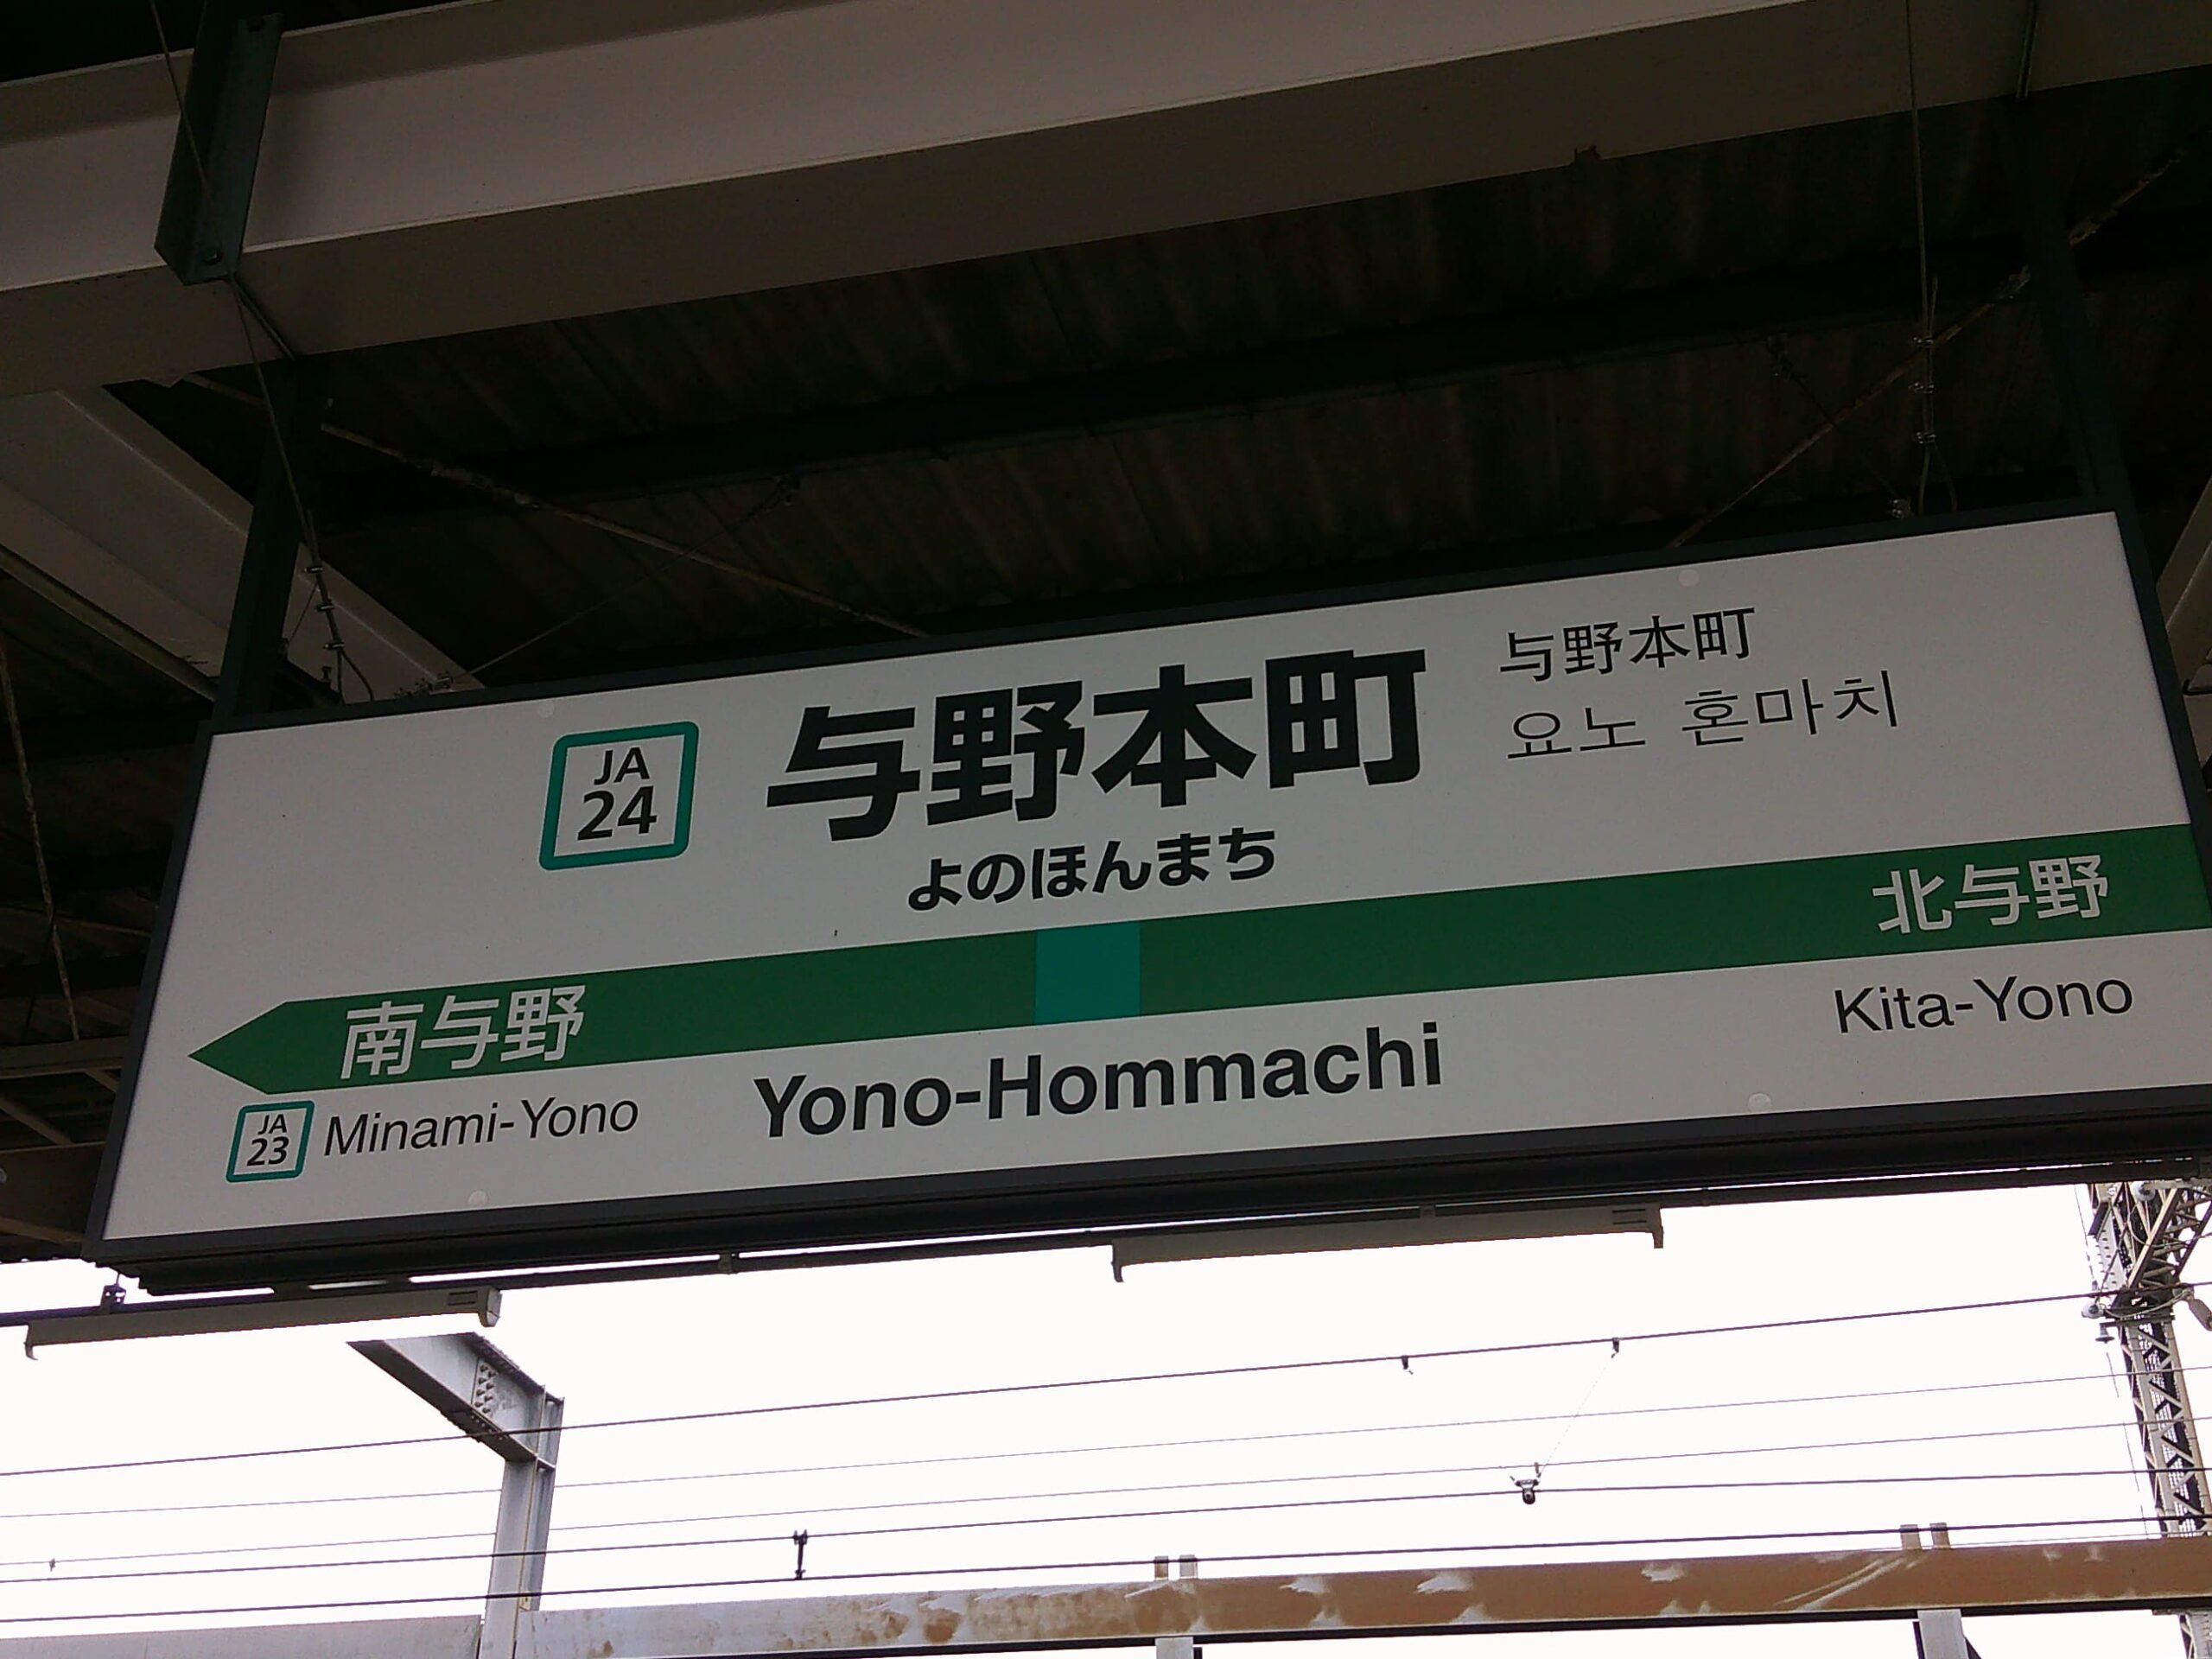 JA
24
与野本町
与野本町
요노 혼마치
よのほんまち
南与野
北与野
JA
23
Minami-Yono
Yono-Hommachi
Kita-Yono